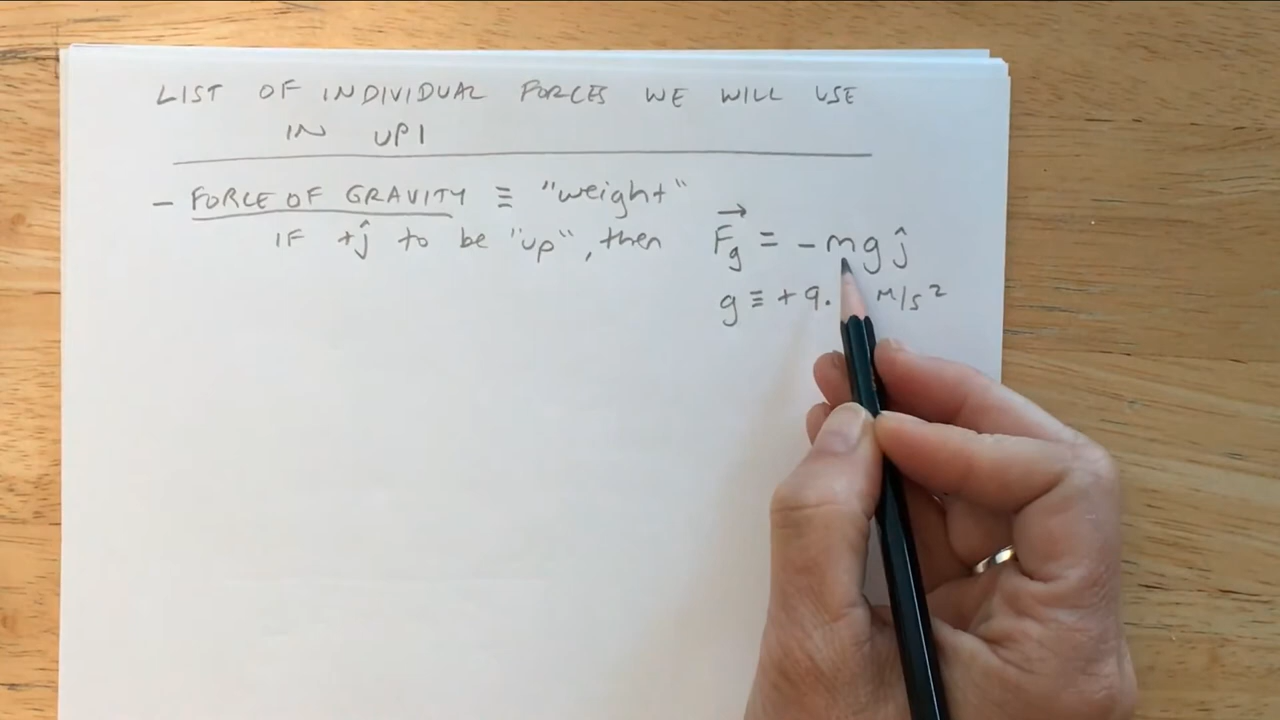 LIST OF INDIVIDUAL FORCES WE WILL USE
IN UP1
- FORCE OF GRAVITY ≡ "weight"
IF +ĵ to be "up", then F⃗g = -mgĵ
g ≡ +9. m/s²